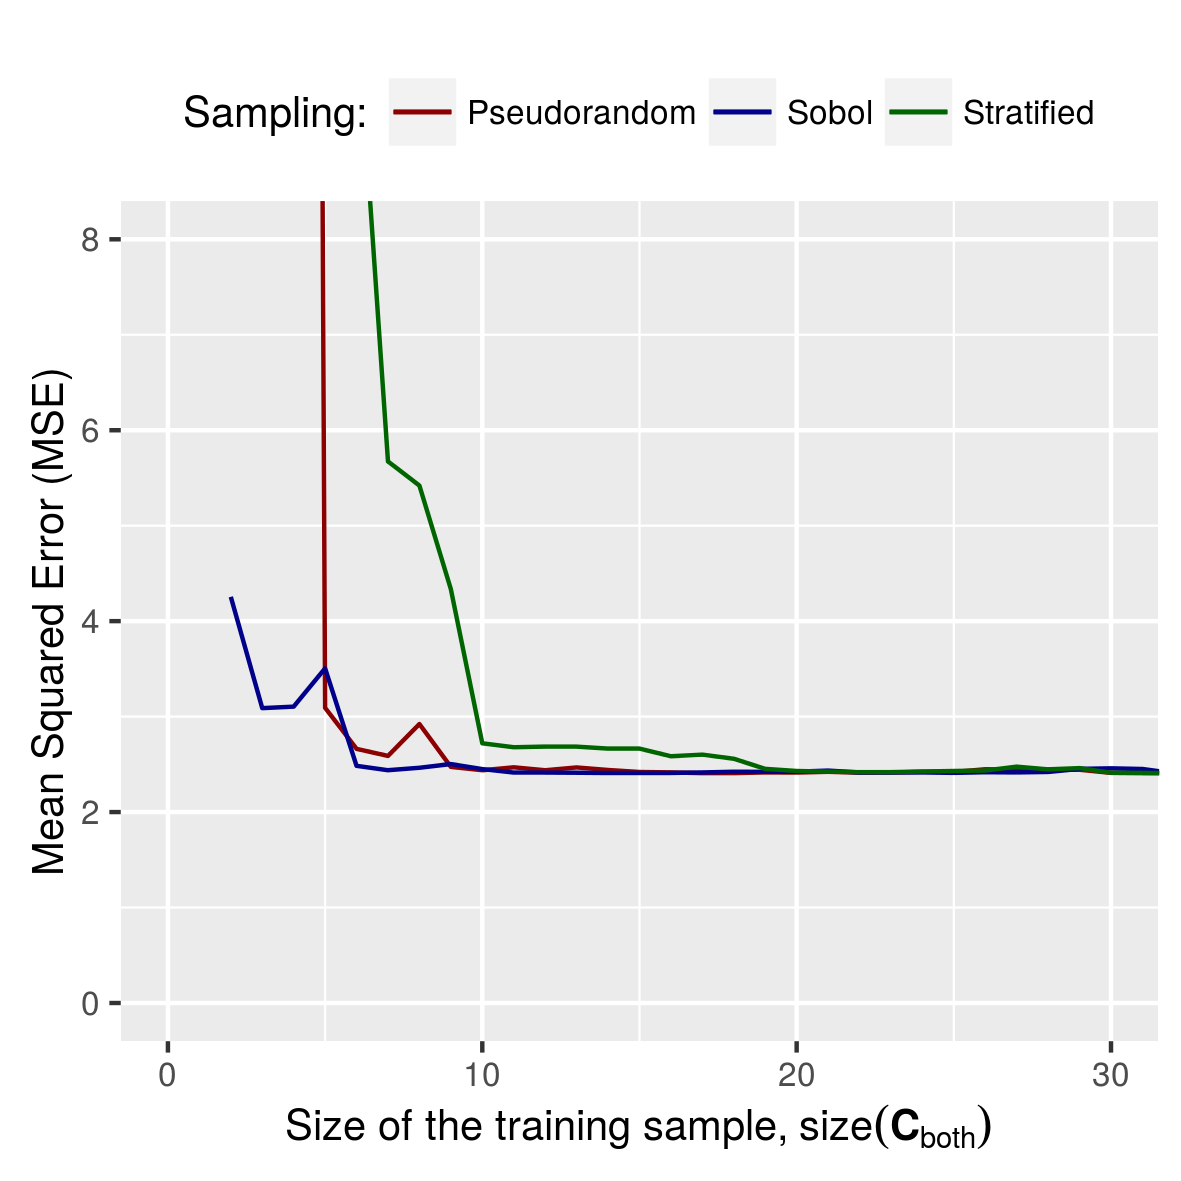 Sampling: Pseudorandom Sobol Stratified
8
6
4
2
0
Mean Squared Error (MSE)
0 10 20 30
Size of the training sample, size(C_both)